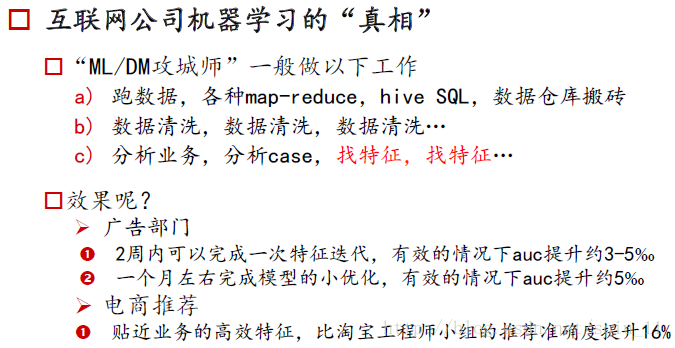 互联网公司机器学习的“真相”
“ML/DM攻城师”一般做以下工作
a) 跑数据，各种map-reduce，hive SQL，数据仓库搬砖
b) 数据清洗，数据清洗，数据清洗…
c) 分析业务，分析case，找特征，找特征…
效果呢？
广告部门
❶ 2周内可以完成一次特征迭代，有效的情况下auc提升约3-5‰
❷ 一个月左右完成模型的小优化，有效的情况下auc提升约5‰
电商推荐
❶ 贴近业务的高效特征，比淘宝工程师小组的推荐准确度提升16%